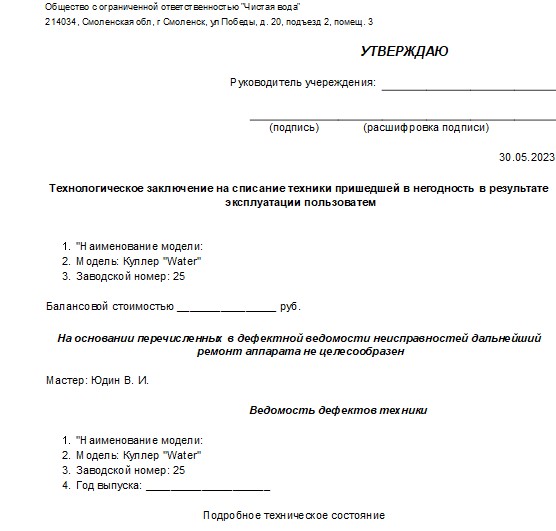 Общество с ограниченной ответственностью "Чистая вода"
214034, Смоленская обл, г Смоленск, ул Победы, д. 20, подъезд 2, помещ. 3
УТВЕРЖДАЮ
Руководитель учереждения: ____________________________
__________________________________________________
(подпись) (расшифровка подписи)
30.05.2023
Технологическое заключение на списание техники пришедшей в негодность в результате
эксплуатации пользоватем
1. "Наименование модели:
2. Модель: Куллер "Water"
3. Заводской номер: 25
Балансовой стоимостью ________________ руб.
На основании перечисленных в дефектной ведомости неисправностей дальнейший
ремонт аппарата не целесообразен
Мастер: Юдин В. И.
Ведомость дефектов техники
1. "Наименование модели:
2. Модель: Куллер "Water"
3. Заводской номер: 25
4. Год выпуска: ____________________
Подробное техническое состояние